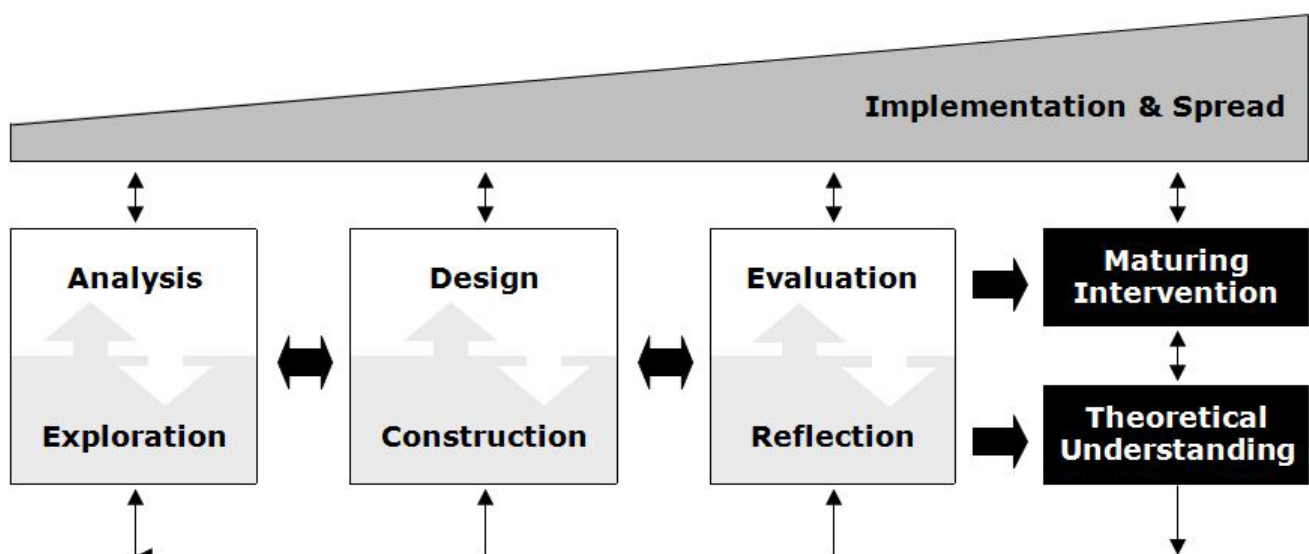 Implementation & Spread
Analysis
Design
Evaluation
Maturing
Intervention
Exploration
Construction
Reflection
Theoretical
Understanding